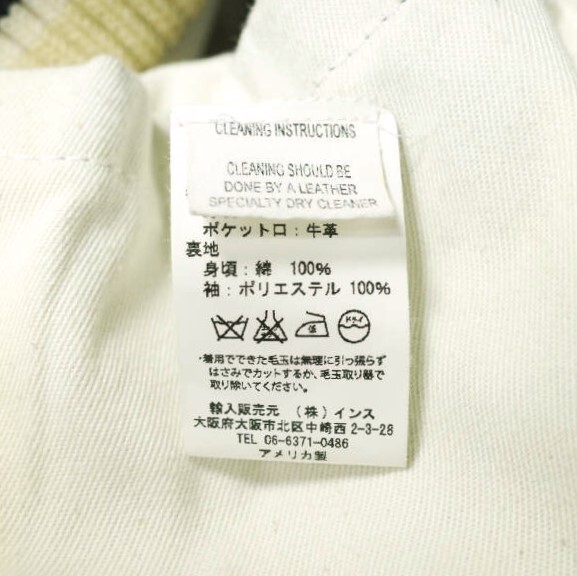 CLEANING INSTRUCTIONS
CLEANING SHOULD BE
DONE BY A LEATHER
SPECIALTY DRY CLEANER
ポケット口：牛革
裏地
身頃：綿 100%
袖：ポリエステル 100%
低 ドライ
・着用でできた毛玉は無理に引っ張らず
はさみでカットするか、毛玉取り器で
取り除いてください。
輸入販売元 （株）インス
大阪府大阪市北区中崎西2-3-28
TEL 06-6371-0486
アメリカ製